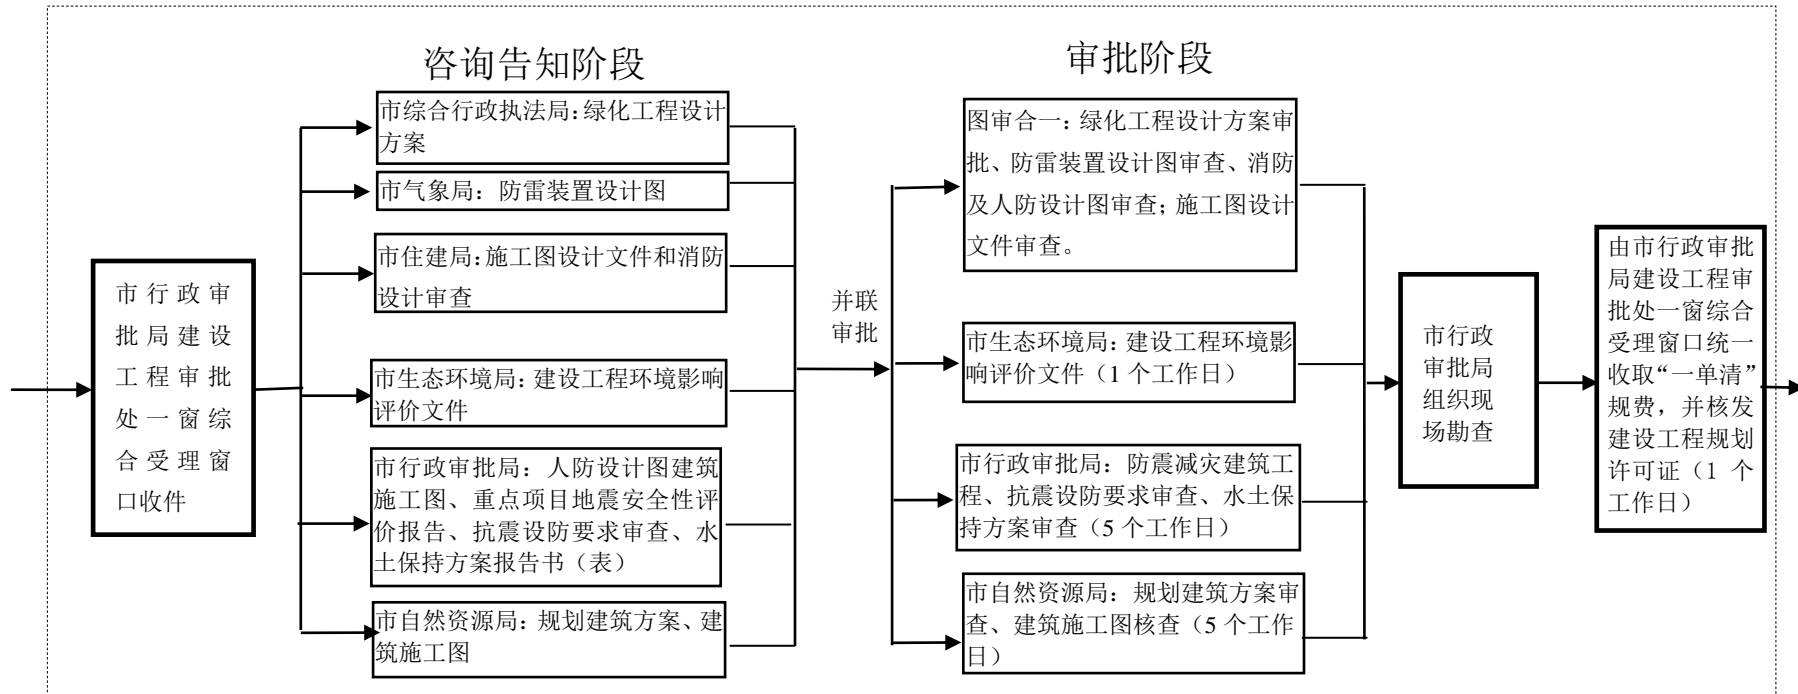 咨询告知阶段
审批阶段
市行政审
批局建设
工程审批
处一窗综
合受理窗
口收件
市综合行政执法局:绿化工程设计
方案
市气象局:防雷装置设计图
市住建局:施工图设计文件和消防
设计审查
市生态环境局:建设工程环境影响
评价文件
市行政审批局:人防设计图建筑
施工图、重点项目地震安全性评
价报告、抗震设防要求审查、水
土保持方案报告书(表)
市自然资源局:规划建筑方案、建
筑施工图
并联
审批
图审合一:绿化工程设计方案审
批、防雷装置设计图审查、消防
及人防设计图审查;施工图设计
文件审查。
市生态环境局:建设工程环境影
响评价文件(1 个工作日)
市行政审批局:防震减灾建筑工
程、抗震设防要求审查、水土保
持方案审查(5 个工作日)
市自然资源局:规划建筑方案审
查、建筑施工图核查(5 个工作
日)
市行政
审批局
组织现
场勘查
由市行政审批
局建设工程审
批处一窗综合
受理窗口统一
收取“一单清”
规费,并核发
建设工程规划
许可证(1 个
工作日)